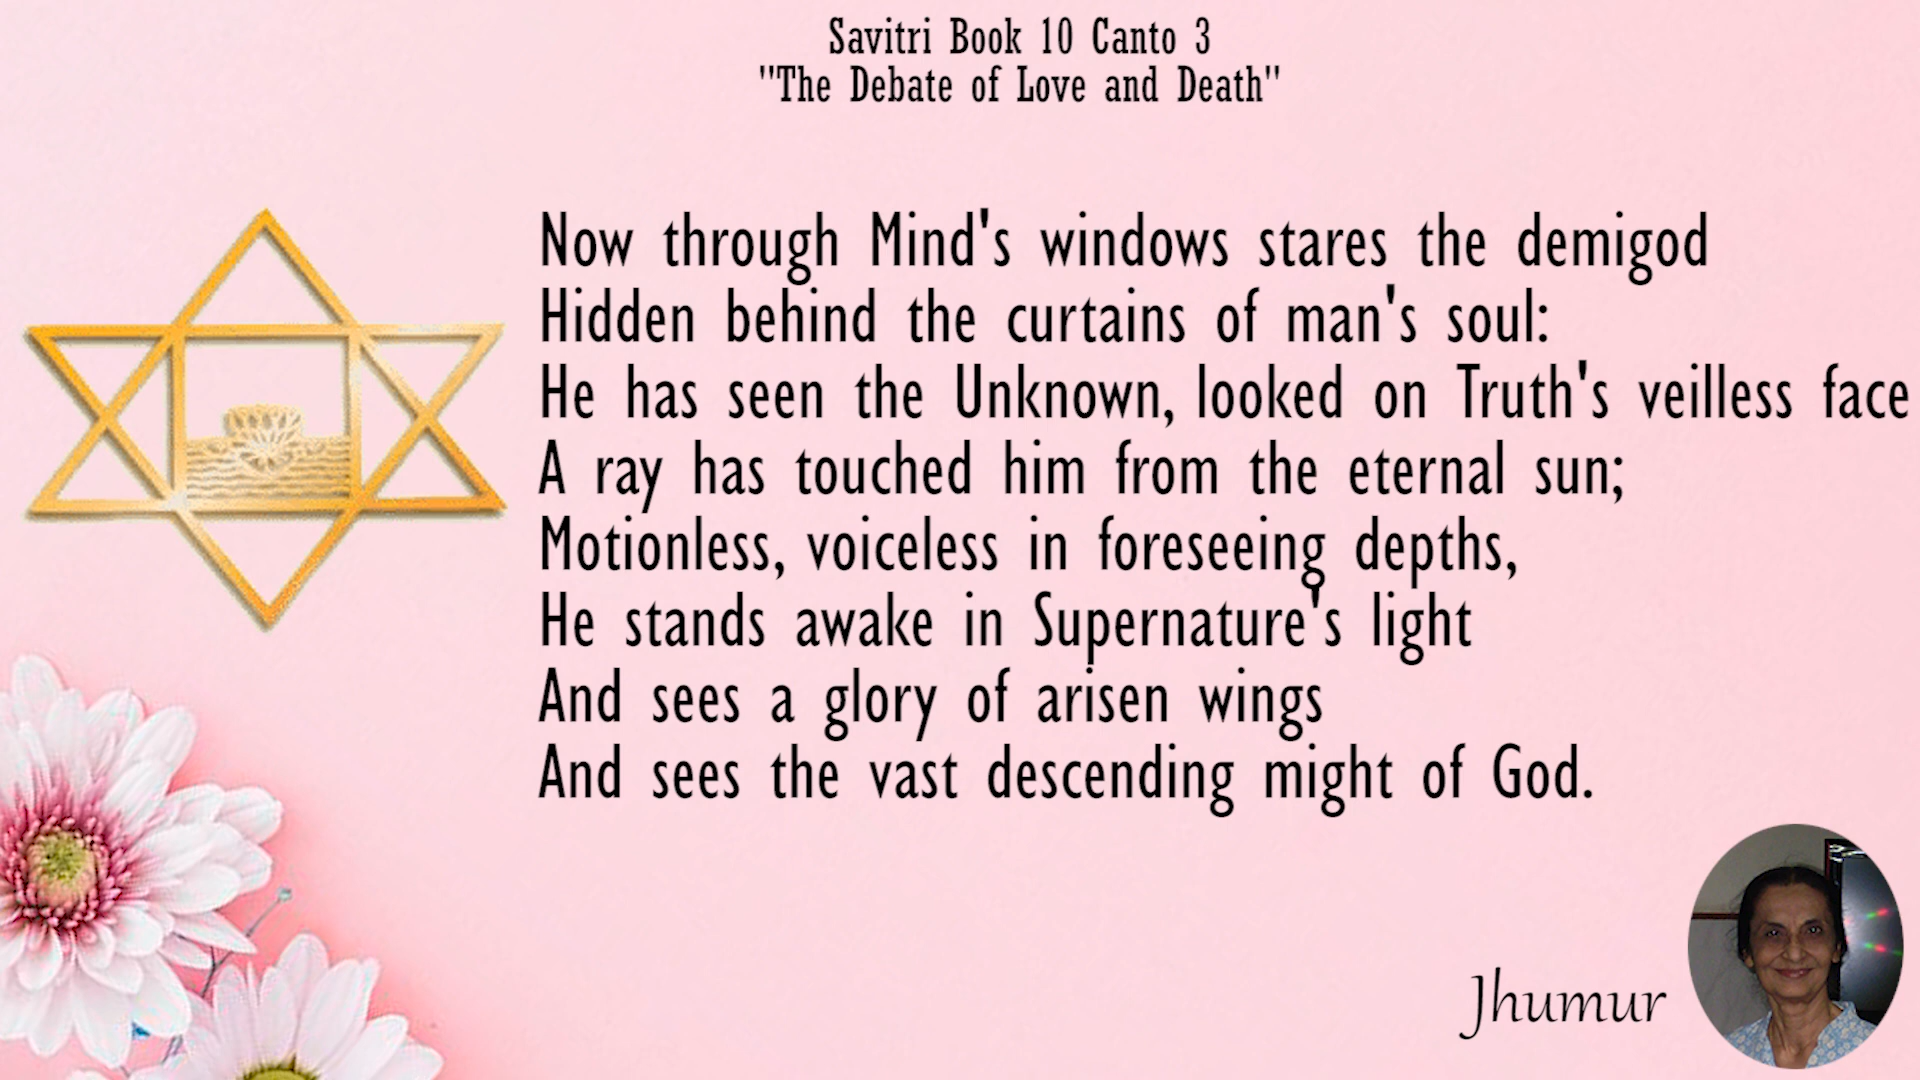 Savitri Book 10 Canto 3
"The Debate of Love and Death"
Now through Mind's windows stares the demigod
Hidden behind the curtains of man's soul:
He has seen the Unknown, looked on Truth's veilless face
A ray has touched him from the eternal sun;
Motionless, voiceless in foreseeing depths,
He stands awake in Supernature's light
And sees a glory of arisen wings
And sees the vast descending might of God.
Jhumur